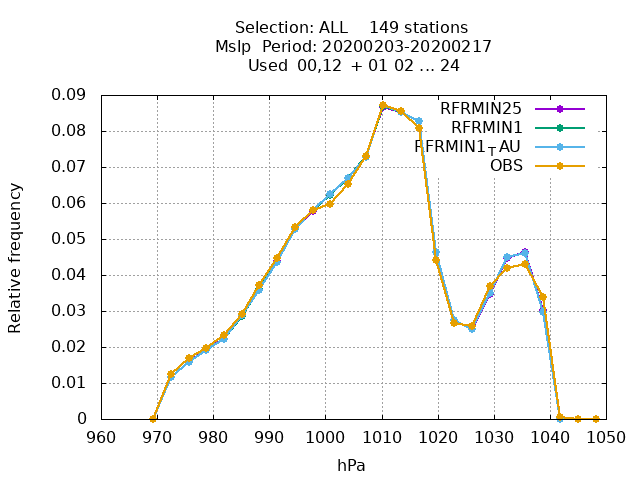 Selection: ALL    149 stations
Mslp  Period: 20200203-20200217
Used  00,12  + 01 02 ... 24
0.09
0.08
0.07
0.06
0.05
0.04
0.03
0.02
0.01
0
960 970 980 990 1000 1010 1020 1030 1040 1050
hPa
Relative frequency
RFRMIN25
RFRMIN1
RFRMIN1TAU
OBS